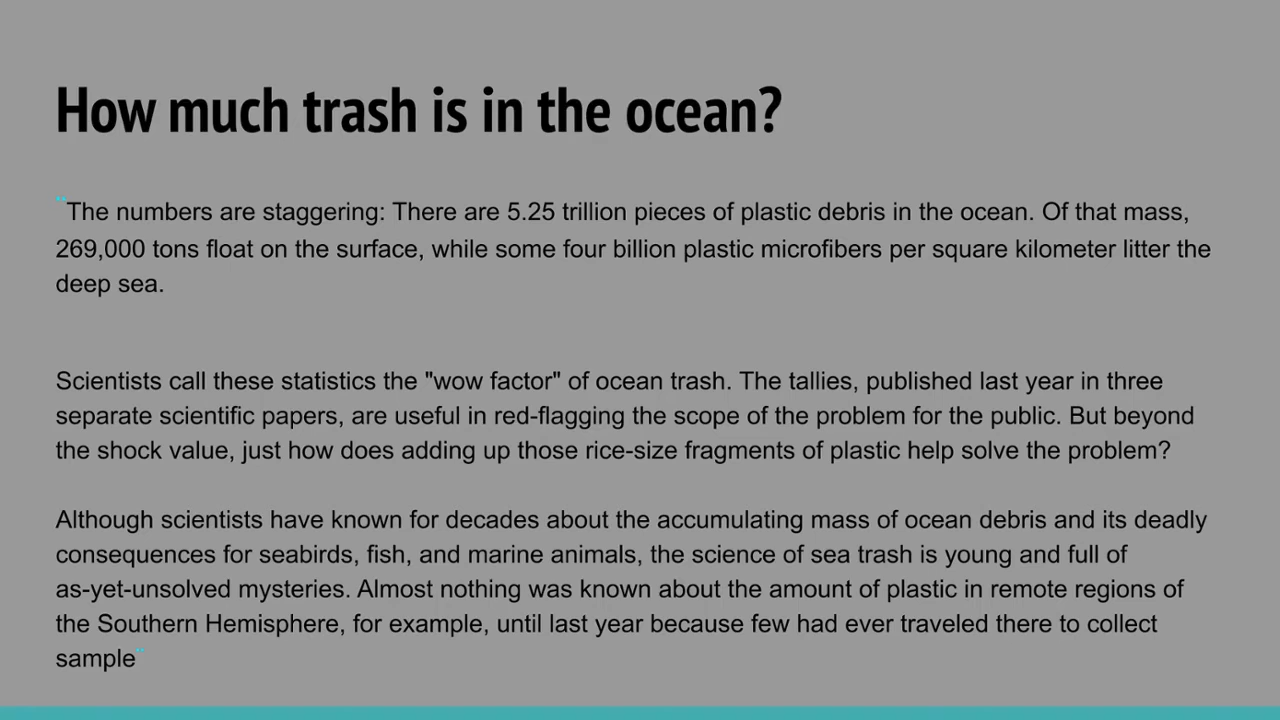 How much trash is in the ocean?
"The numbers are staggering: There are 5.25 trillion pieces of plastic debris in the ocean. Of that mass,
269,000 tons float on the surface, while some four billion plastic microfibers per square kilometer litter the
deep sea.
Scientists call these statistics the "wow factor" of ocean trash. The tallies, published last year in three
separate scientific papers, are useful in red-flagging the scope of the problem for the public. But beyond
the shock value, just how does adding up those rice-size fragments of plastic help solve the problem?
Although scientists have known for decades about the accumulating mass of ocean debris and its deadly
consequences for seabirds, fish, and marine animals, the science of sea trash is young and full of
as-yet-unsolved mysteries. Almost nothing was known about the amount of plastic in remote regions of
the Southern Hemisphere, for example, until last year because few had ever traveled there to collect
sample"